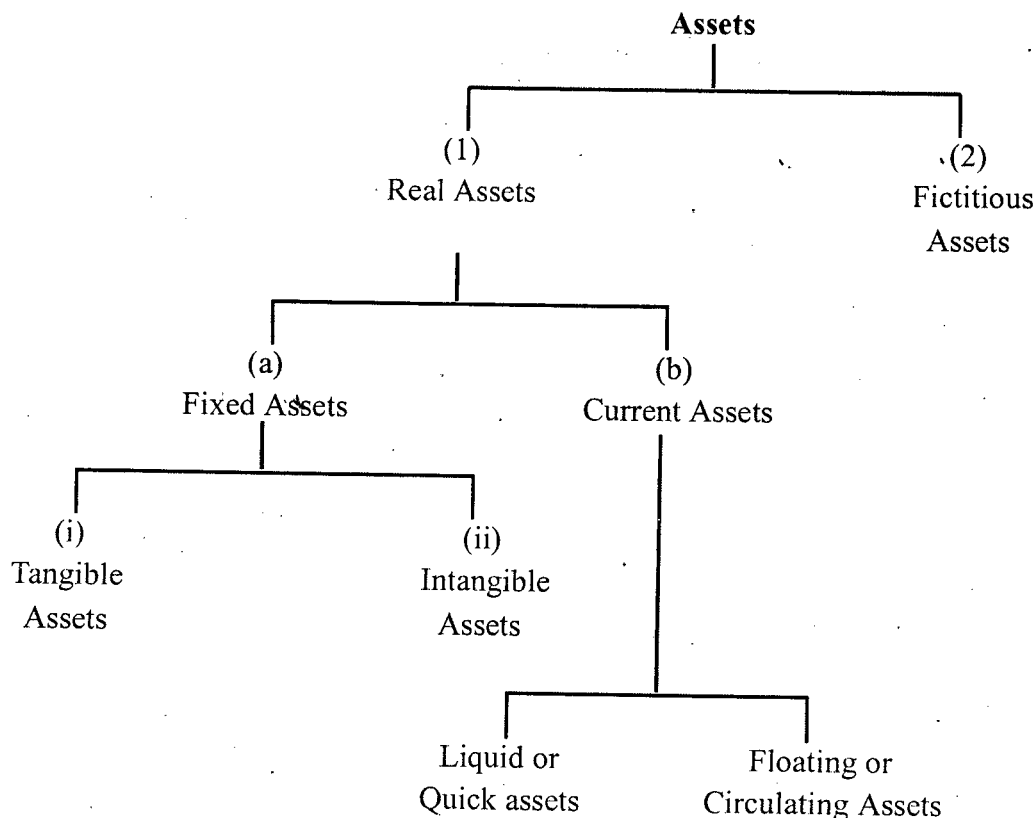 Assets
(1)
Real Assets
(2)
Fictitious
Assets
(a)
Fixed Assets
(b)
Current Assets
(i)
Tangible
Assets
(ii)
Intangible
Assets
Liquid or
Quick assets
Floating or
Circulating Assets